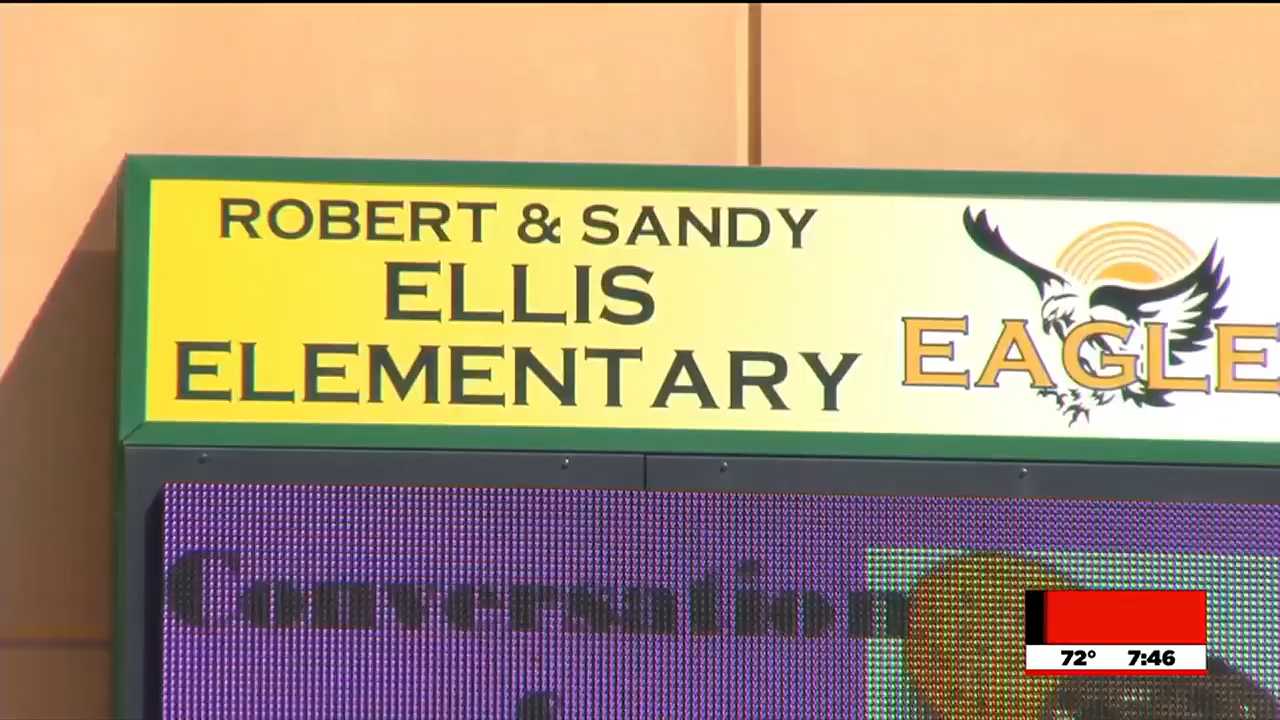 ROBERT & SANDY
ELLIS
ELEMENTARY
EAGLE
Conversation
72° 7:46